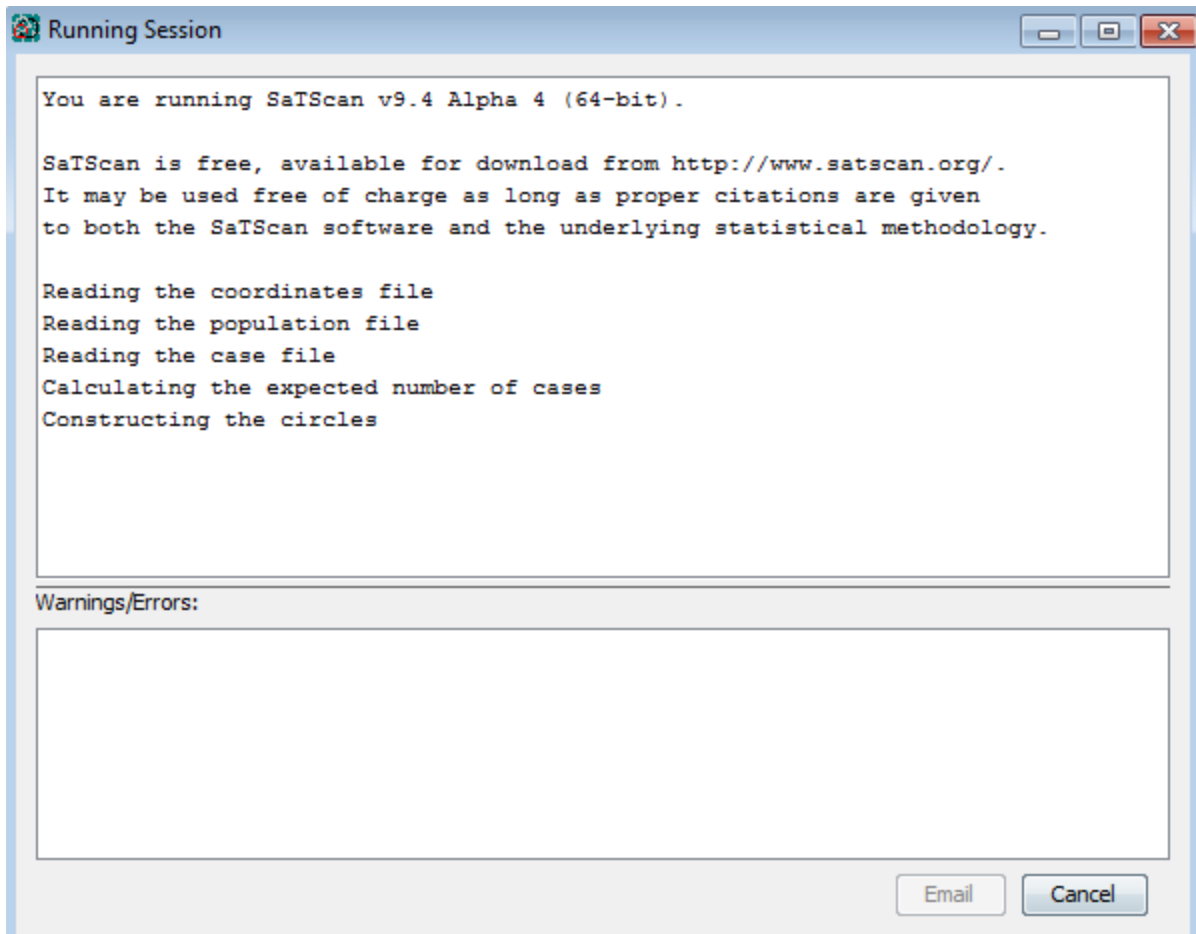 Running Session
You are running SaTScan v9.4 Alpha 4 (64-bit).
SaTScan is free, available for download from http://www.satscan.org/.
It may be used free of charge as long as proper citations are given
to both the SaTScan software and the underlying statistical methodology.
Reading the coordinates file
Reading the population file
Reading the case file
Calculating the expected number of cases
Constructing the circles
Warnings/Errors:
Email Cancel